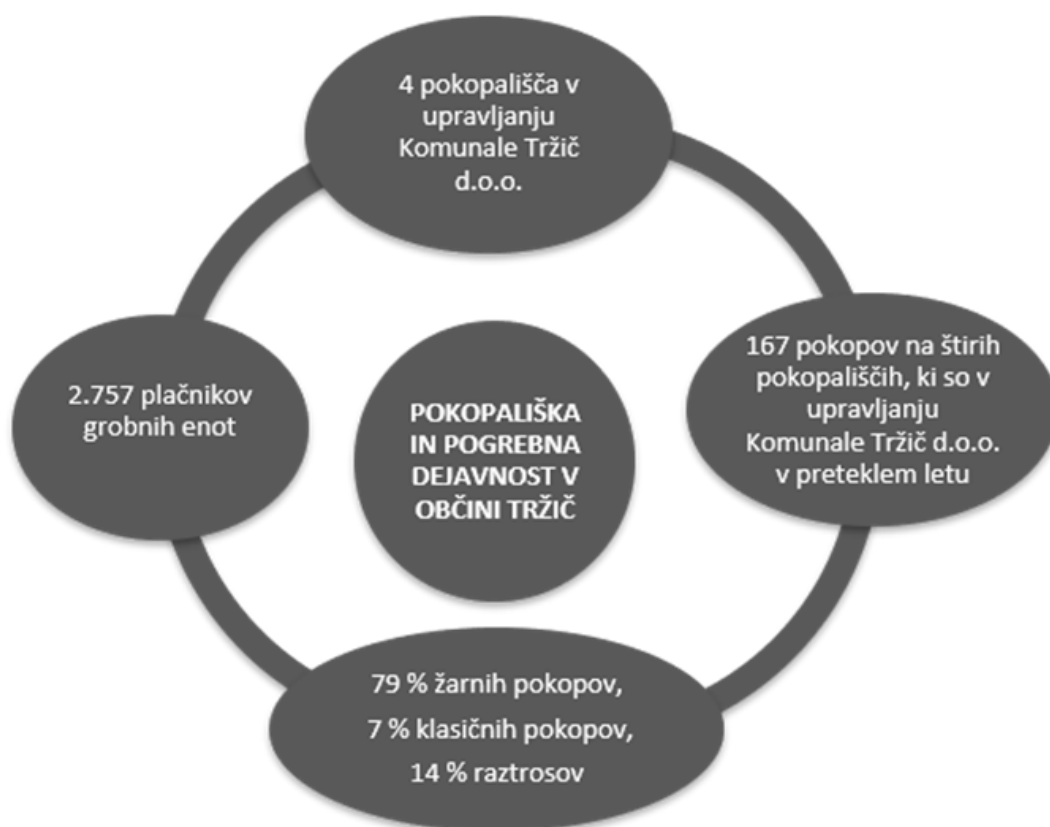 4 pokopališča v
upravljanju
Komunale Tržič
d.o.o.
167 pokopov na štirih
pokopališčih, ki so v
upravljanju
Komunale Tržič d.o.o.
v preteklem letu
79 % žarnih pokopov,
7 % klasičnih pokopov,
14 % raztrosov
2.757 plačnikov
grobnih enot
POKOPALIŠKA
IN POGREBNA
DEJAVNOST V
OBČINI TRŽIČ